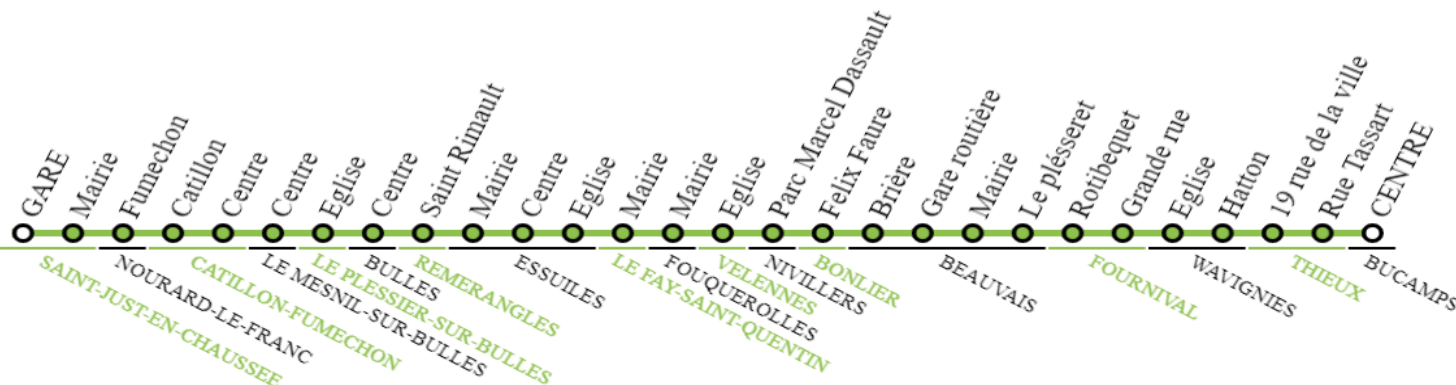 GARE
Mairie
Fumechon
Catillon
Centre
Centre
Eglise
Centre
Saint Rimault
Mairie
Centre
Eglise
Mairie
Mairie
Eglise
Parc Marcel Dassault
Felix Faure
Brière
Gare routière
Mairie
Le plésseret
Rotibequet
Grande rue
Eglise
Hatton
19 rue de la ville
Rue Tassart
CENTRE
SAINT-JUST-EN-CHAUSSEE
NOURARD-LE-FRANC
CATILLON-FUMECHON
LE MESNIL-SUR-BULLES
LE PLESSIER-SUR-BULLES
BULLES
REMERANGLES
ESSUILES
LE FAY-SAINT-QUENTIN
FOUQUEROLLES
VELENNES
NIVILLERS
BONLIER
BEAUVAIS
FOURNIVAL
WAVIGNIES
THIEUX
BUCAMPS